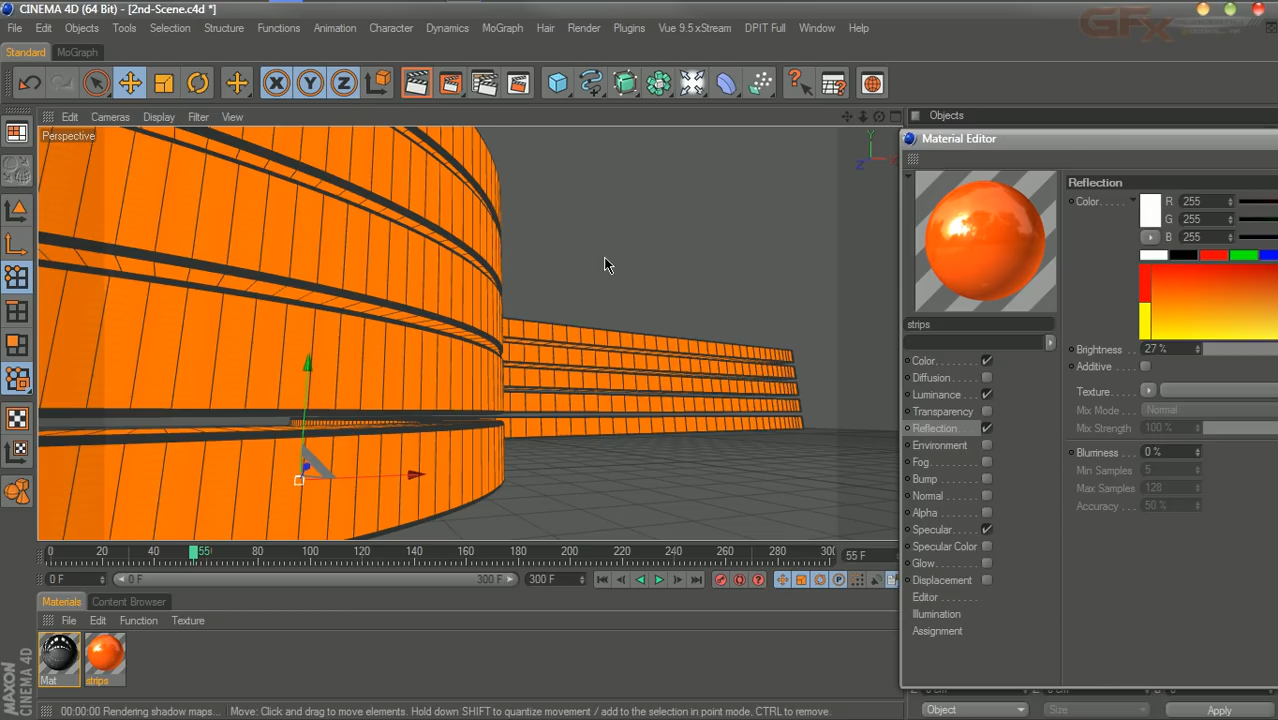 CINEMA 4D (64 Bit) - [2nd-Scene.c4d *]
GFx
File Edit Objects Tools Selection Structure Functions Animation Character Dynamics MoGraph Hair Render Plugins Vue 9.5 xStream DPIT Full Window Help
Standard MoGraph
X Y Z
Edit Cameras Display Filter View
Objects
Perspective
Y
Z
Material Editor
Reflection
Color
R 255
G 255
B 255
strips
Brightness 27 %
Additive
Texture
Mix Mode Normal
Mix Strength 100 %
Blurriness 0 %
Min Samples 5
Max Samples 128
Accuracy 50 %
Color
Diffusion
Luminance
Transparency
Reflection
Environment
Fog
Bump
Normal
Alpha
Specular
Specular Color
Glow
Displacement
Editor
Illumination
Assignment
0 20 40 55 80 100 120 140 160 180 200 220 240 260 280 300 55 F
0 F 0 F 300 F 300 F
P
Materials Content Browser
File Edit Function Texture
Mat strips
MAXON
CINEMA 4D
00:00:00 Rendering shadow maps... Move: Click and drag to move elements. Hold down SHIFT to quantize movement / add to the selection in point mode. CTRL to remove.
Object Size Apply